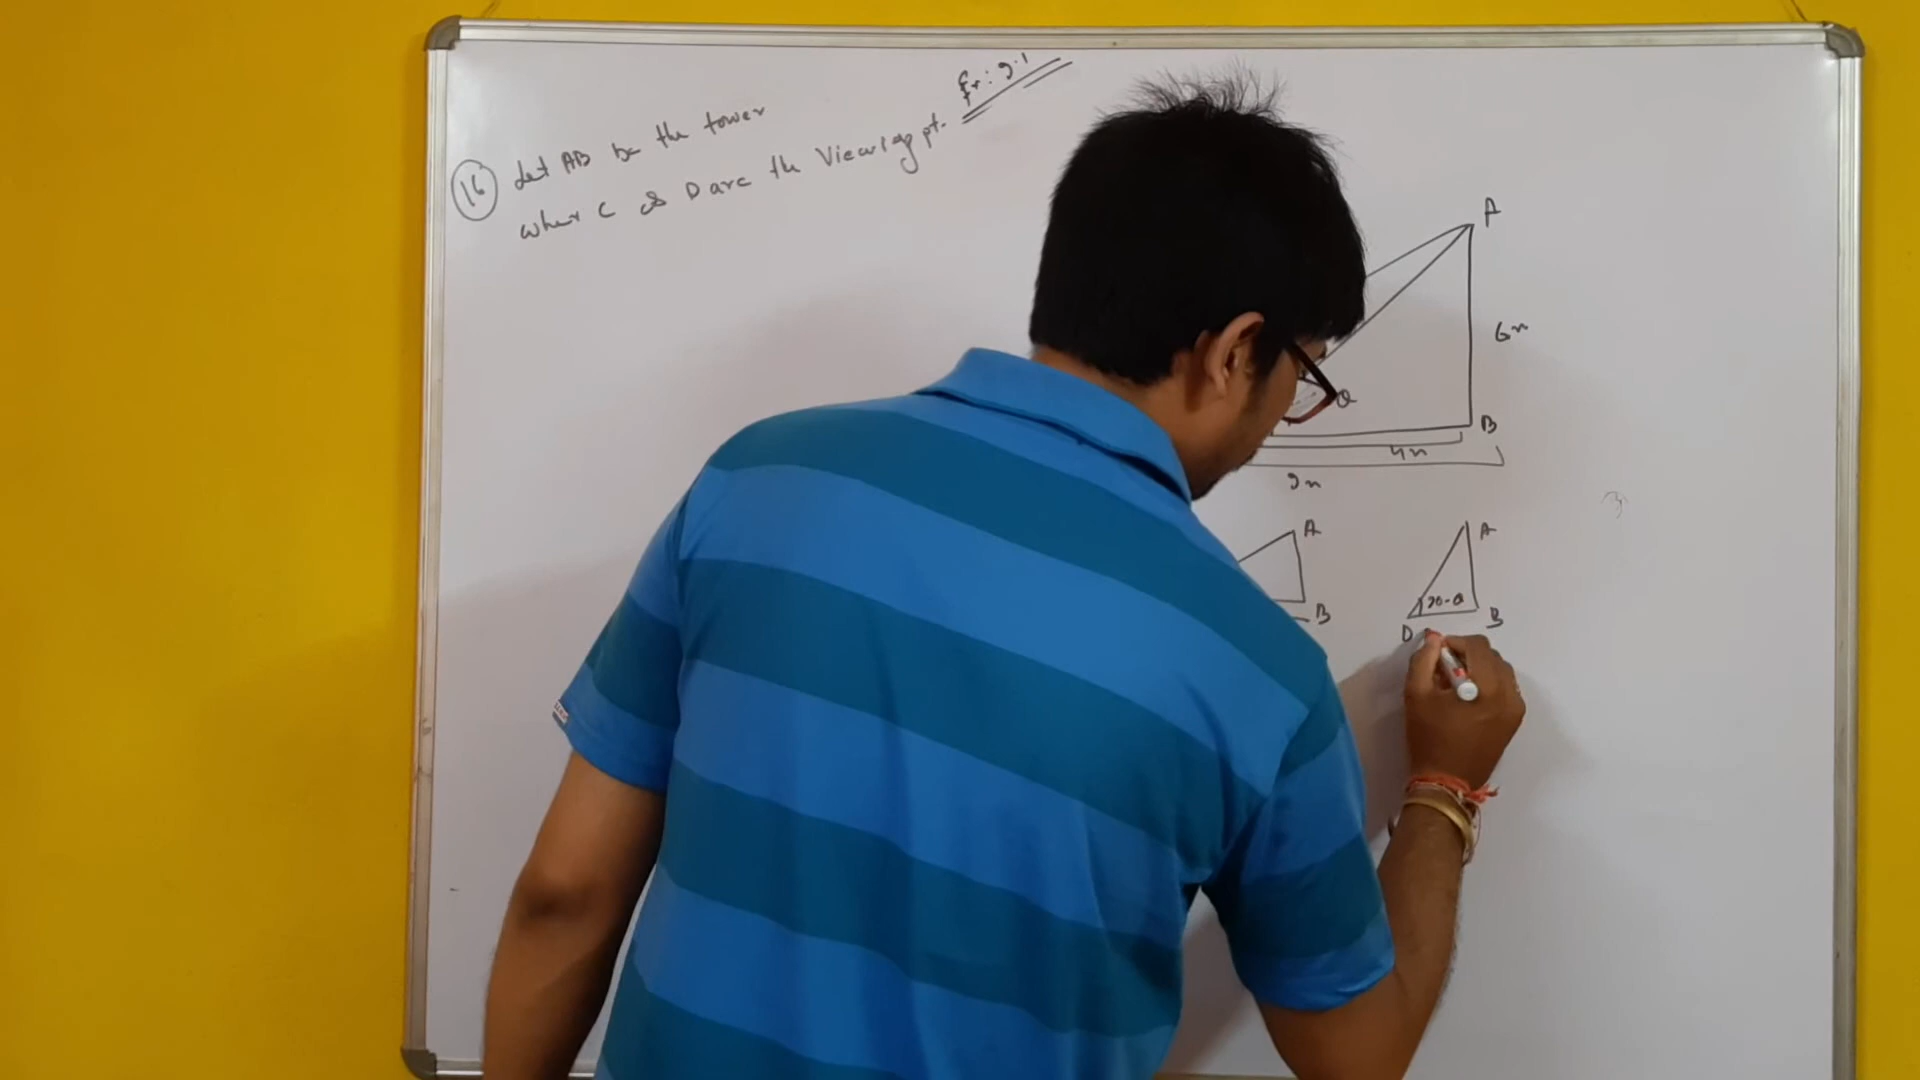 Ex: 9.1
16 Let AB be the tower
where C & D are the Viewing pt.
A
6m
θ
B
4m
9m
A
A
90-θ
B
B
D